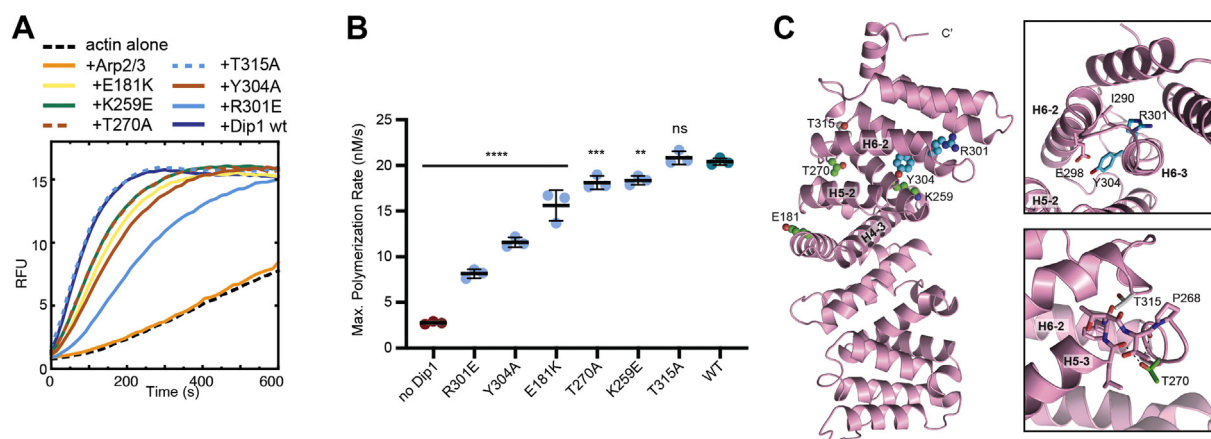 A
actin alone
+Arp2/3
+E181K
+K259E
+T270A
+T315A
+Y304A
+R301E
+Dip1 wt
RFU
15
10
5
0
200
400
600
Time (s)
B
Max. Polymerization Rate (nM/s)
25
20
15
10
5
0
****
***
**
ns
no Dip1
R301E
Y304A
E181K
T270A
K259E
T315A
WT
C
C'
T315
H6-2
R301
T270
Y304
H5-2
K259
E181
H4-3
I290
H6-2
R301
E298
Y304
H6-3
H5-2
T315
P268
H6-2
H5-3
T270